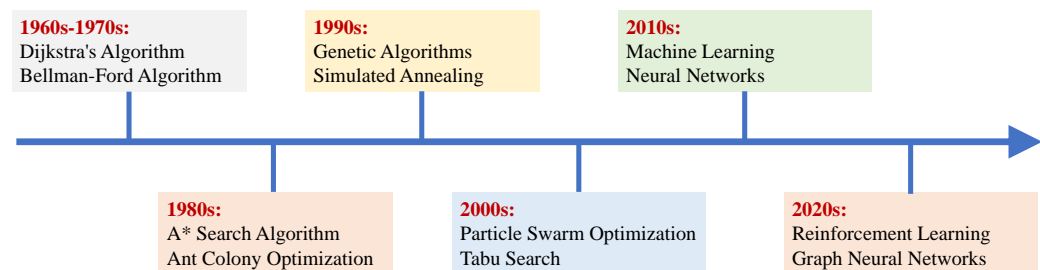 1960s-1970s:
Dijkstra's Algorithm
Bellman-Ford Algorithm
1990s:
Genetic Algorithms
Simulated Annealing
2010s:
Machine Learning
Neural Networks
1980s:
A* Search Algorithm
Ant Colony Optimization
2000s:
Particle Swarm Optimization
Tabu Search
2020s:
Reinforcement Learning
Graph Neural Networks